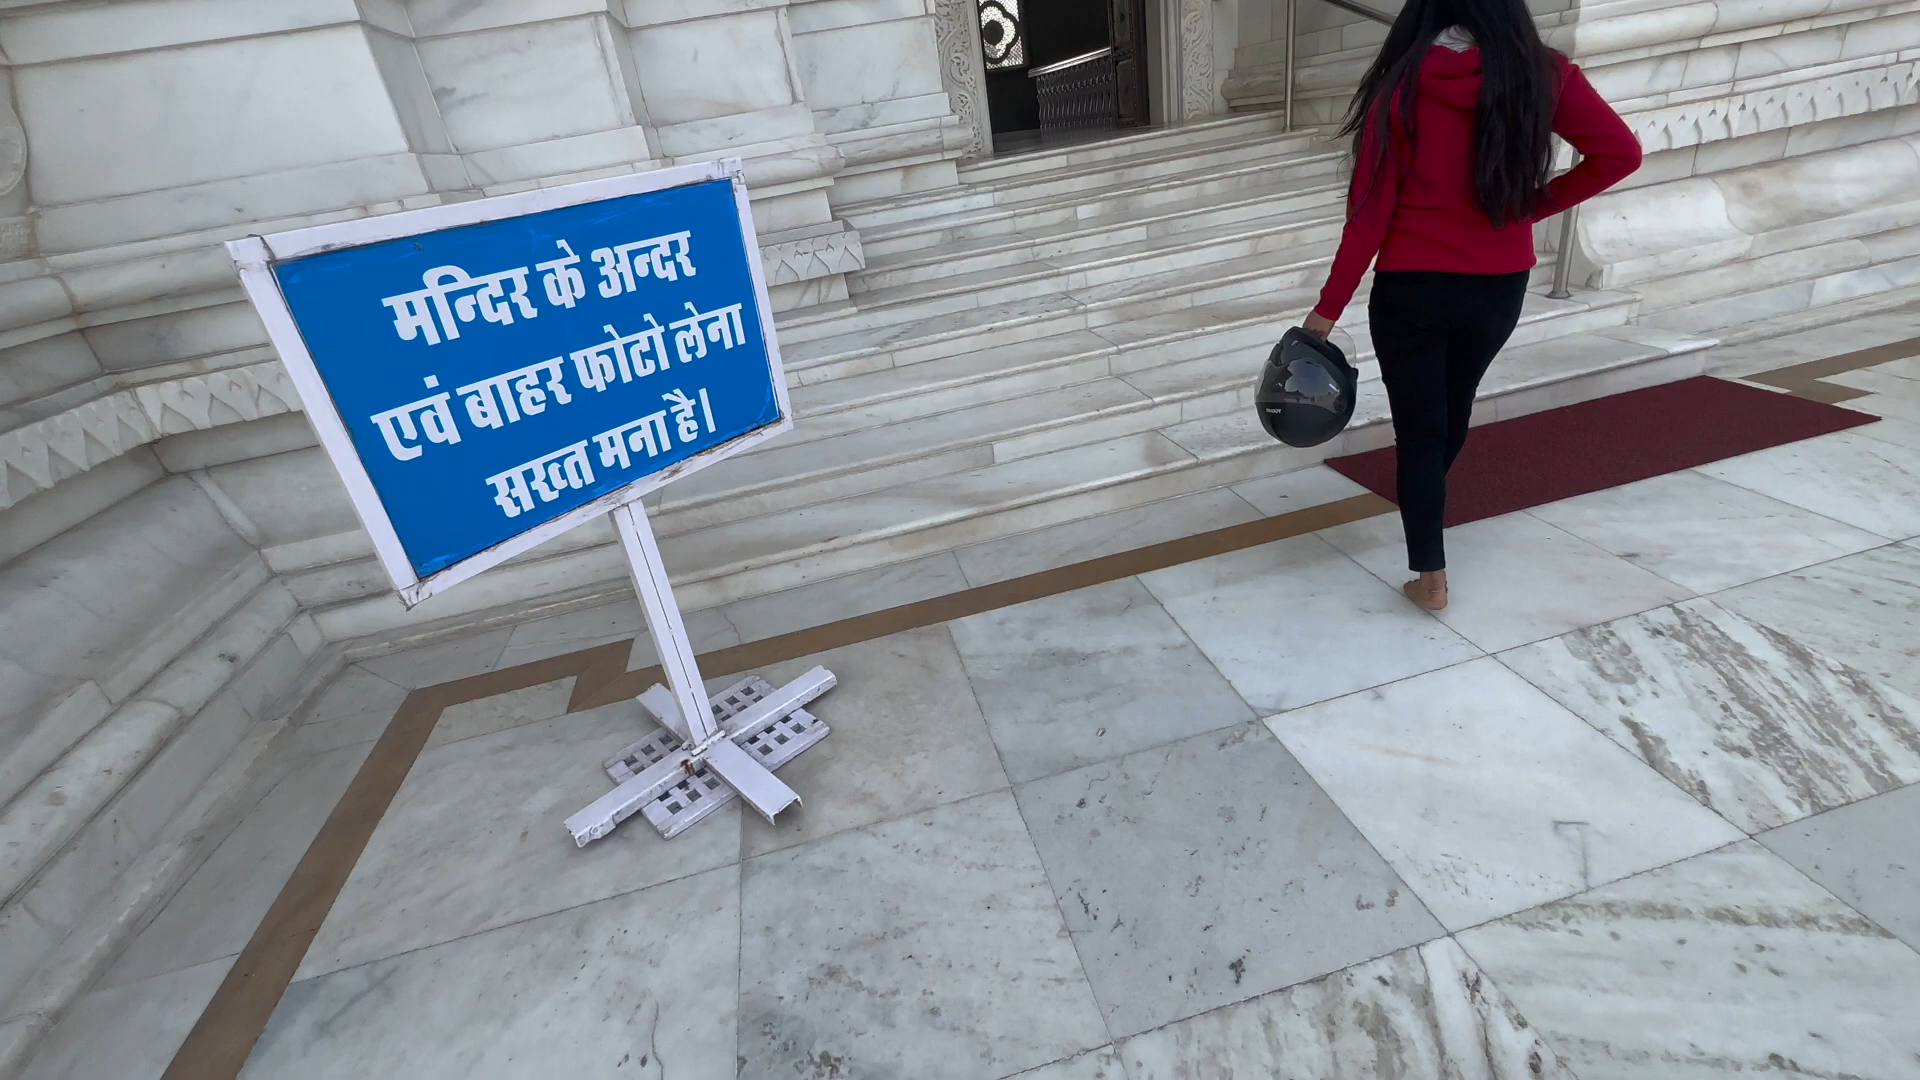 मन्दिर के अन्दर
एवं बाहर फोटो लेना
सख्त मना है।